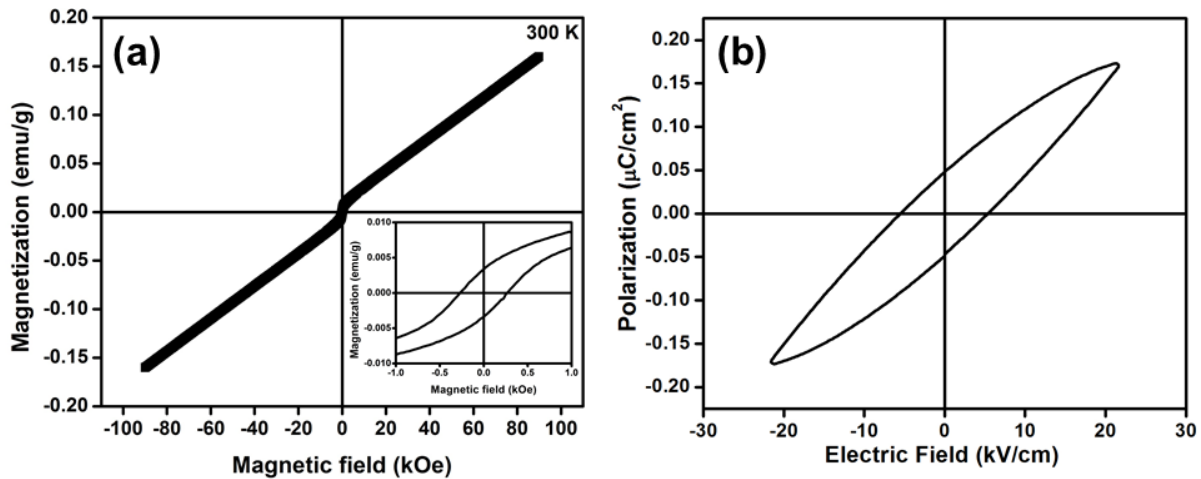 (a)
300 K
0.20
0.15
0.10
0.05
0.00
-0.05
-0.10
-0.15
-0.20
Magnetization (emu/g)
-100 -80 -60 -40 -20 0 20 40 60 80 100
Magnetic field (kOe)
0.010
0.005
0.000
-0.005
-0.010
Magnetization (emu/g)
-1.0 -0.5 0.0 0.5 1.0
Magnetic field (kOe)
(b)
0.20
0.15
0.10
0.05
0.00
-0.05
-0.10
-0.15
-0.20
Polarization (μC/cm²)
-30 -20 -10 0 10 20 30
Electric Field (kV/cm)